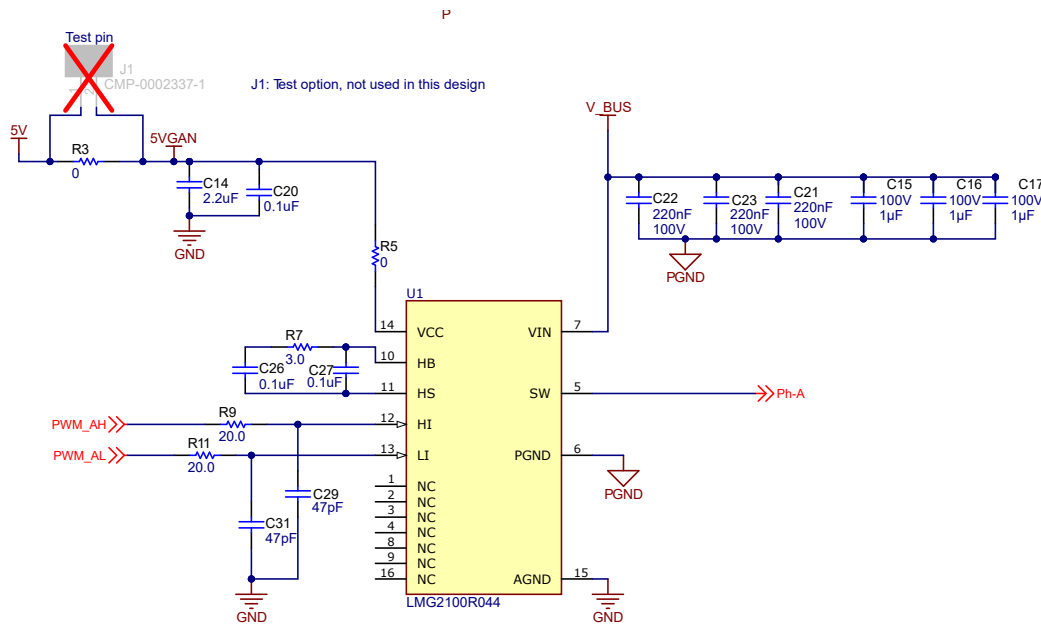 P
Test pin
J1
CMP-0002337-1
J1: Test option, not used in this design
5V
R3
0
5VGAN
C14
2.2uF
C20
0.1uF
GND
R5
0
V_BUS
C22
220nF
100V
C23
220nF
100V
C21
220nF
100V
C15
100V
1µF
C16
100V
1µF
C17
100V
1µF
PGND
U1
14 VCC
VIN 7
R7
3.0
10 HB
C26
0.1uF
C27
0.1uF
11 HS
SW 5
Ph-A
PWM_AH
R9
20.0
12 HI
PWM_AL
R11
20.0
13 LI
PGND 6
PGND
1 NC
2 NC
3 NC
4 NC
8 NC
9 NC
16 NC
C29
47pF
C31
47pF
GND
AGND 15
GND
LMG2100R044